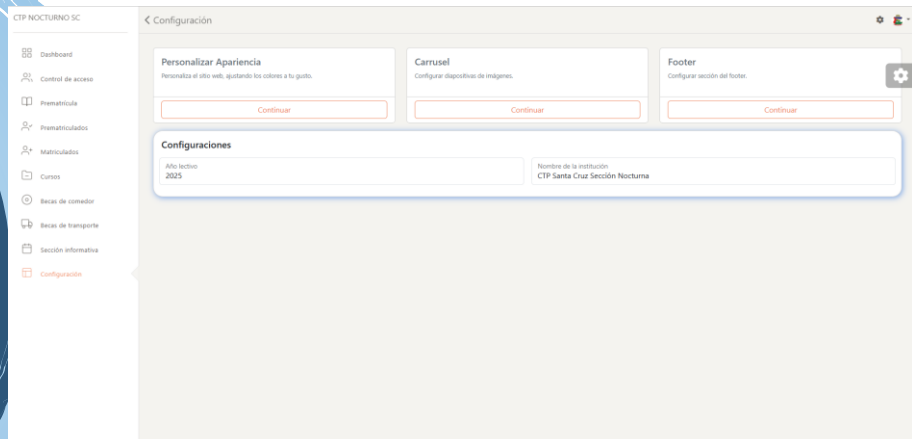 CTP NOCTURNO SC
Dashboard
Control de acceso
Prematrícula
Prematriculados
Matriculados
Cursos
Becas de comedor
Becas de transporte
Sección informativa
Configuración
Configuración
Personalizar Apariencia
Personaliza el sitio web, ajustando los colores a tu gusto.
Continuar
Carrusel
Configurar diapositivas de imágenes.
Continuar
Footer
Configurar sección del footer.
Continuar
Configuraciones
Año lectivo
2025
Nombre de la institución
CTP Santa Cruz Sección Nocturna